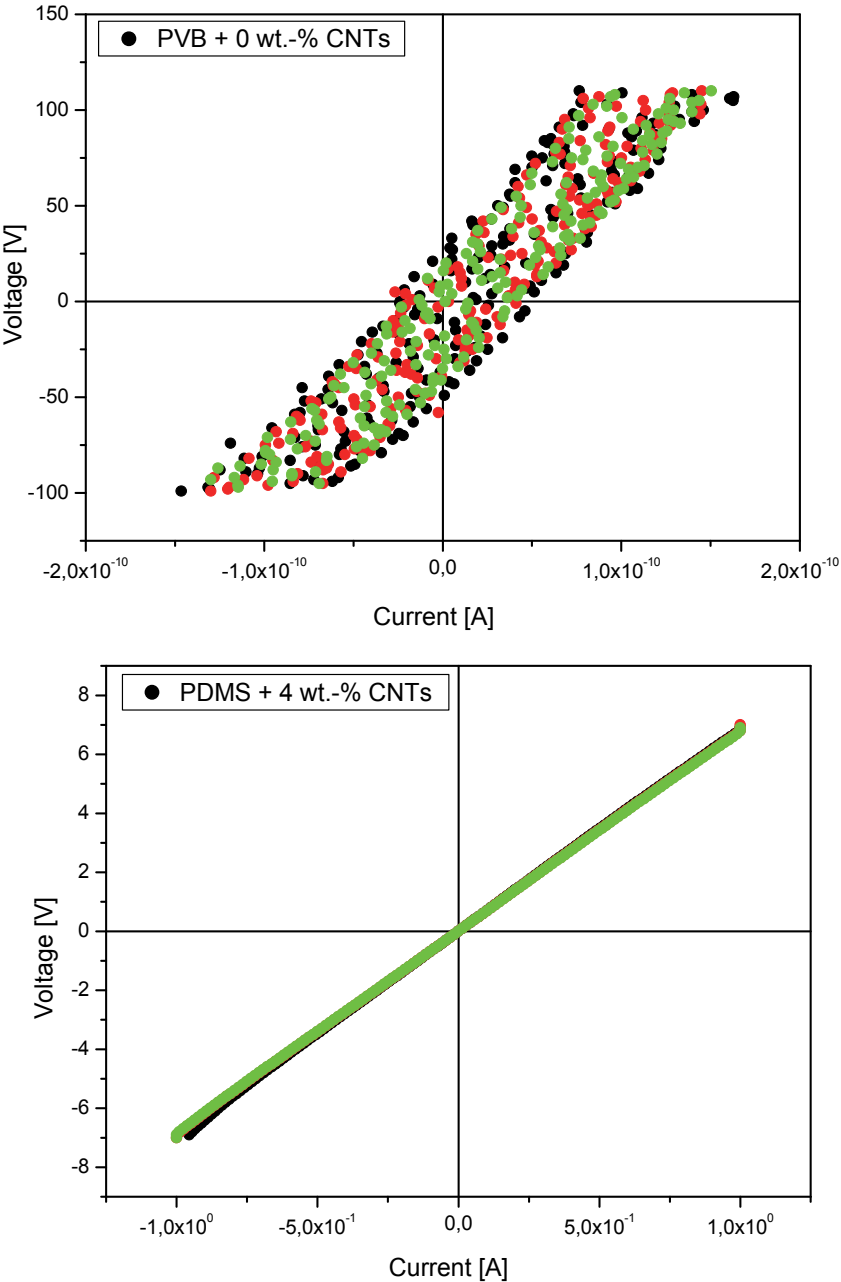 150
PVB + 0 wt.-% CNTs
100
50
0
-50
-100
Voltage [V]
-2,0x10⁻¹⁰ -1,0x10⁻¹⁰ 0,0 1,0x10⁻¹⁰ 2,0x10⁻¹⁰
Current [A]
PDMS + 4 wt.-% CNTs
8
6
4
2
0
-2
-4
-6
-8
Voltage [V]
-1,0x10⁰ -5,0x10⁻¹ 0,0 5,0x10⁻¹ 1,0x10⁰
Current [A]